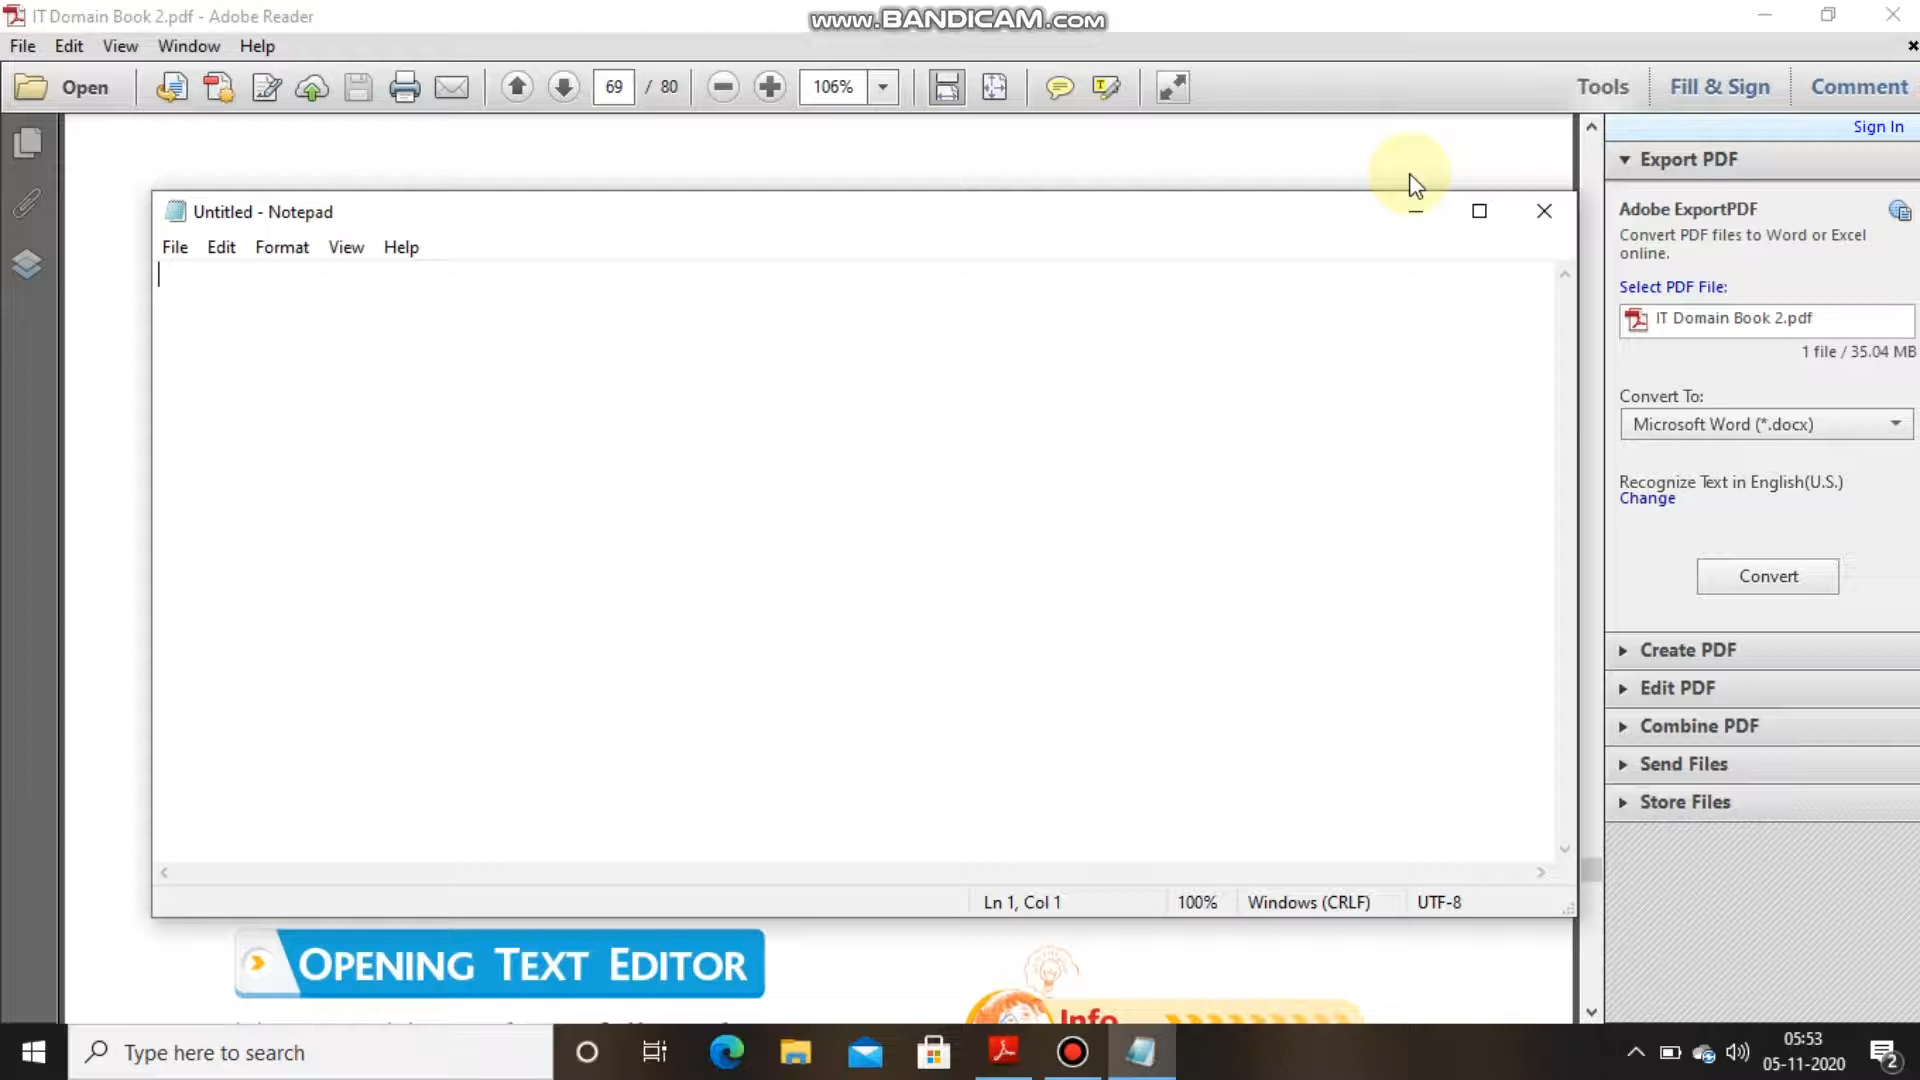 IT Domain Book 2.pdf - Adobe Reader
www.BANDICAM.com
File Edit View Window Help
Open 69 / 80 106% Tools Fill & Sign Comment
Sign In
Export PDF
Adobe ExportPDF
Convert PDF files to Word or Excel
online.
Select PDF File:
IT Domain Book 2.pdf
1 file / 35.04 MB
Convert To:
Microsoft Word (*.docx)
Recognize Text in English(U.S.)
Change
Convert
Create PDF
Edit PDF
Combine PDF
Send Files
Store Files
Untitled - Notepad
File Edit Format View Help
Ln 1, Col 1 100% Windows (CRLF) UTF-8
OPENING TEXT EDITOR
Info
Type here to search
05:53
05-11-2020
2